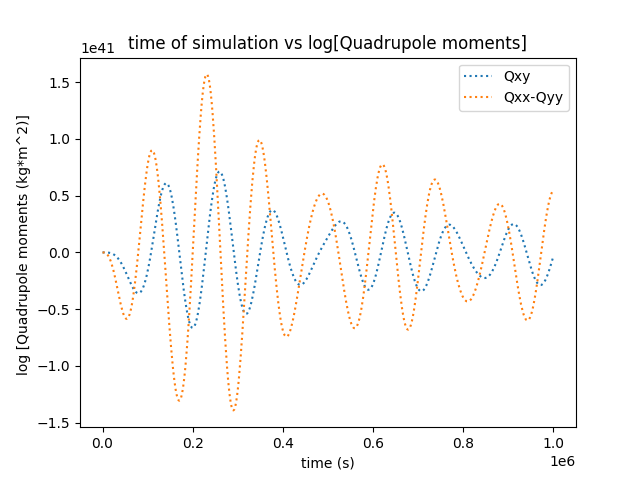 time of simulation vs log[Quadrupole moments]
1e41
Qxy
Qxx-Qyy
1.5
1.0
0.5
0.0
−0.5
−1.0
−1.5
log [Quadrupole moments (kg*m^2)]
0.0 0.2 0.4 0.6 0.8 1.0
1e6
time (s)